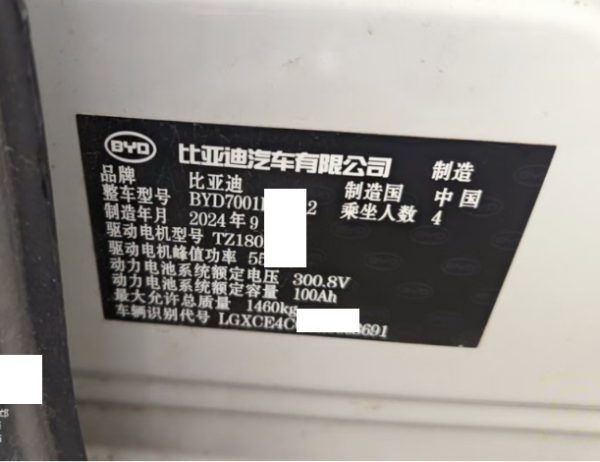 BYD 比亚迪汽车有限公司 制造
品牌 比亚迪 制造国 中国
整车型号 BYD7001 2 乘坐人数 4
制造年月 2024年9
驱动电机型号 TZ180
驱动电机峰值功率 55
动力电池系统额定电压 300.8V
动力电池系统额定容量 100Ah
最大允许总质量 1460kg
车辆识别代号 LGXCE4C 691